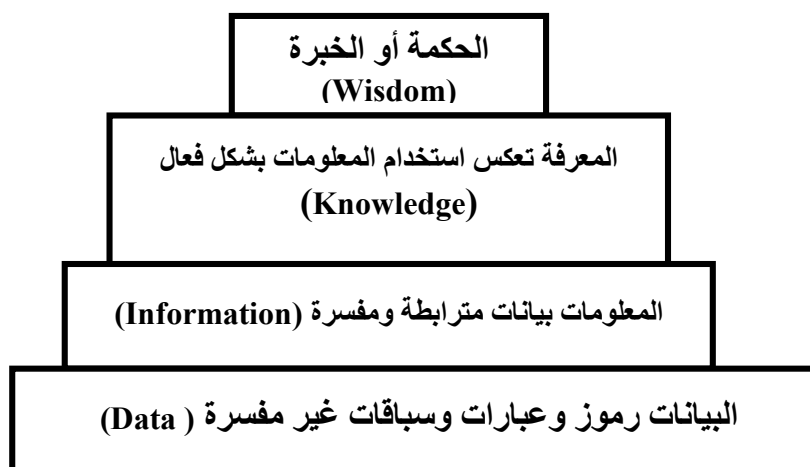 الحكمة أو الخبرة
(Wisdom)
المعرفة تعكس استخدام المعلومات بشكل فعال
(Knowledge)
المعلومات بيانات مترابطة ومفسرة (Information)
البيانات رموز وعبارات وسباقات غير مفسرة ( Data)